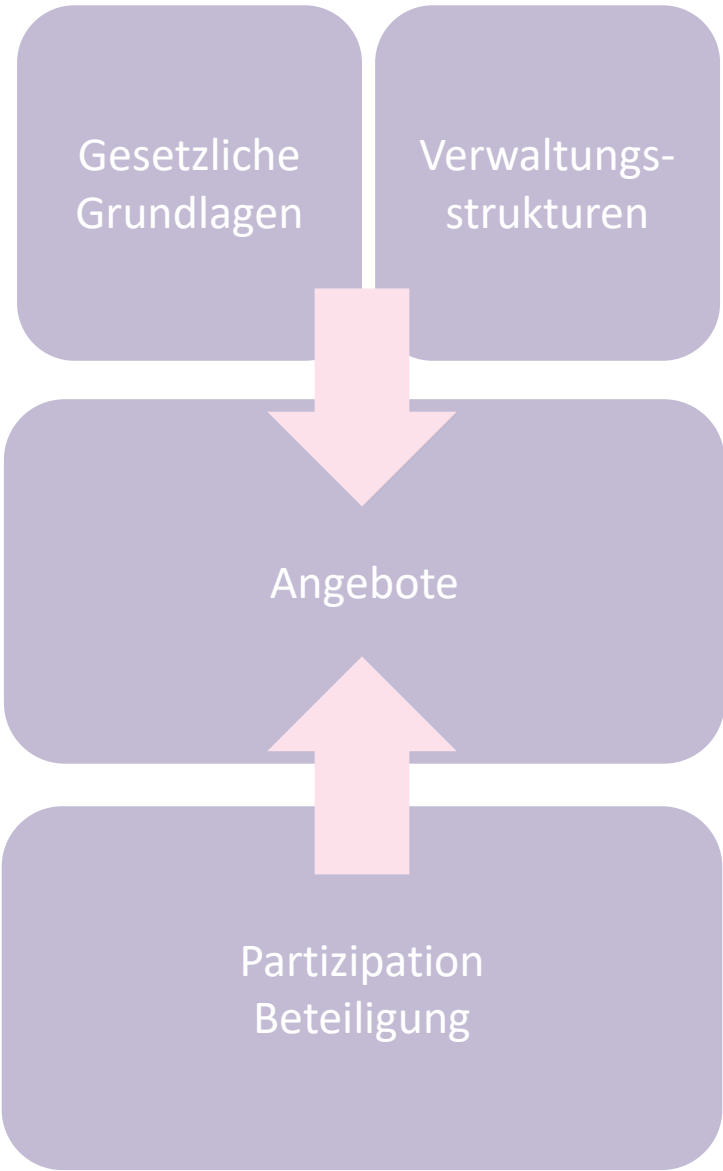 Gesetzliche
Grundlagen
Verwaltungs-
strukturen
Angebote
Partizipation
Beteiligung